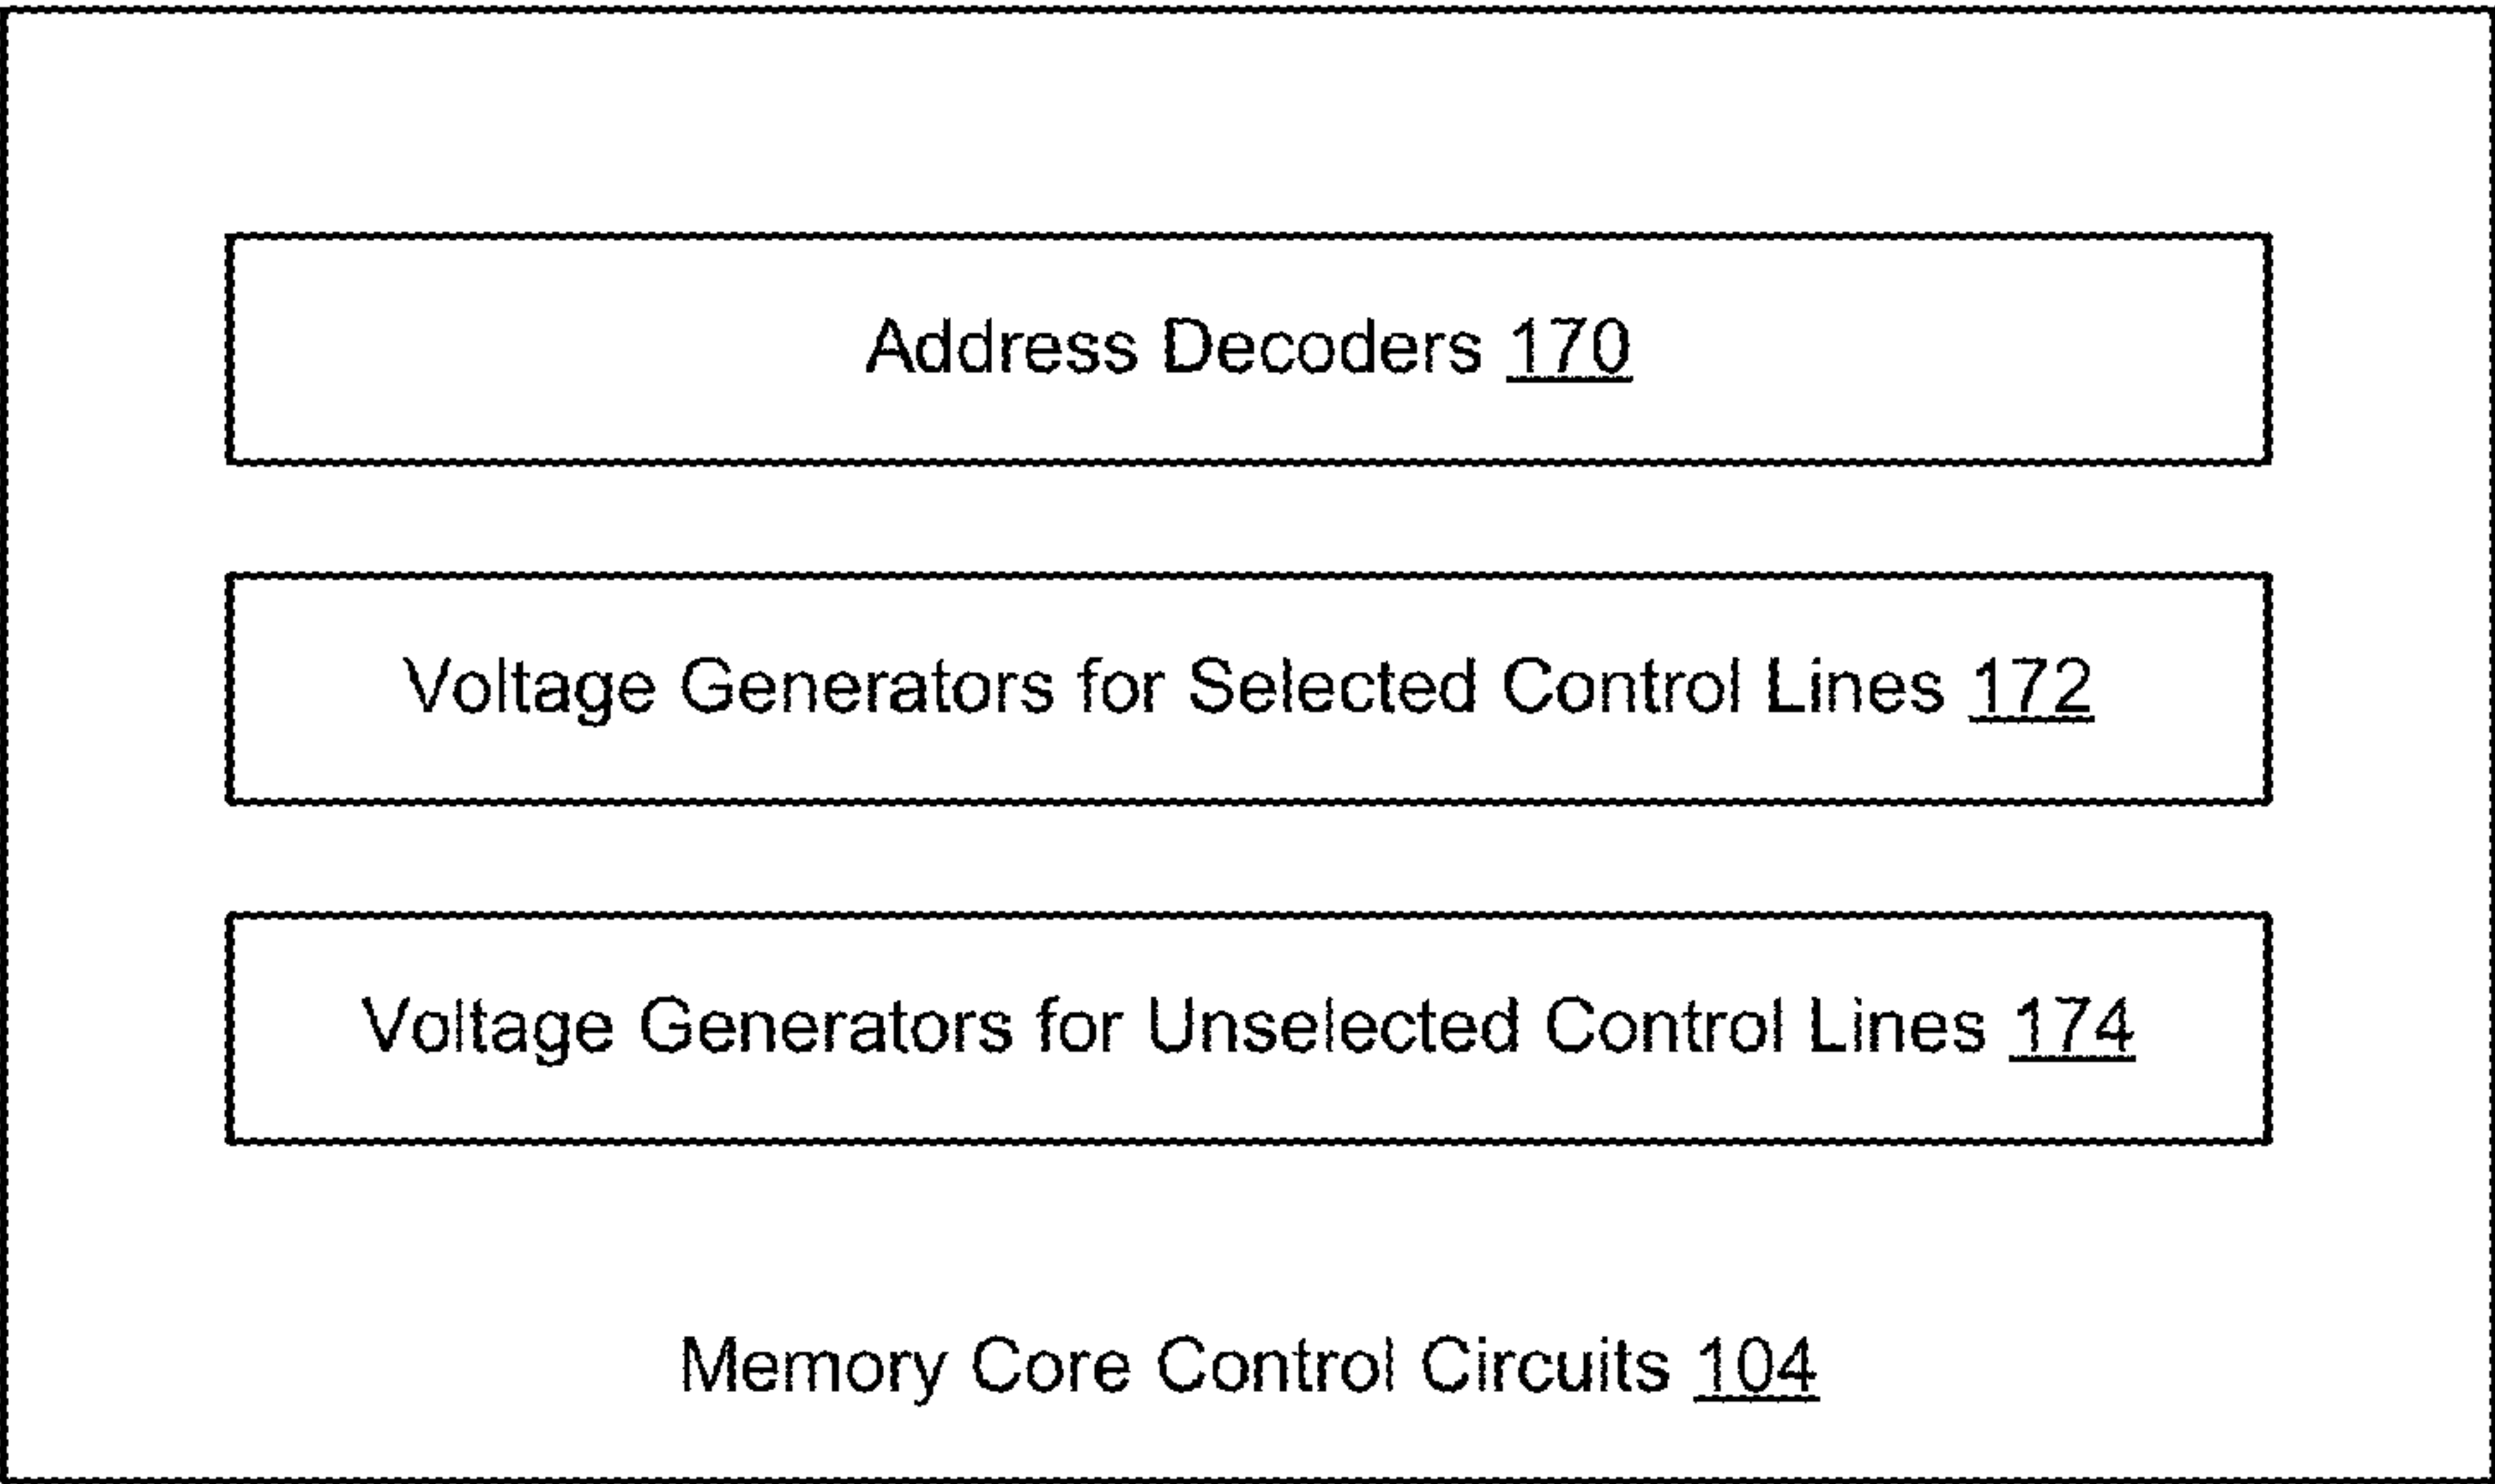 Address Decoders 170
Voltage Generators for Selected Control Lines 172
Voltage Generators for Unselected Control Lines 174
Memory Core Control Circuits 104